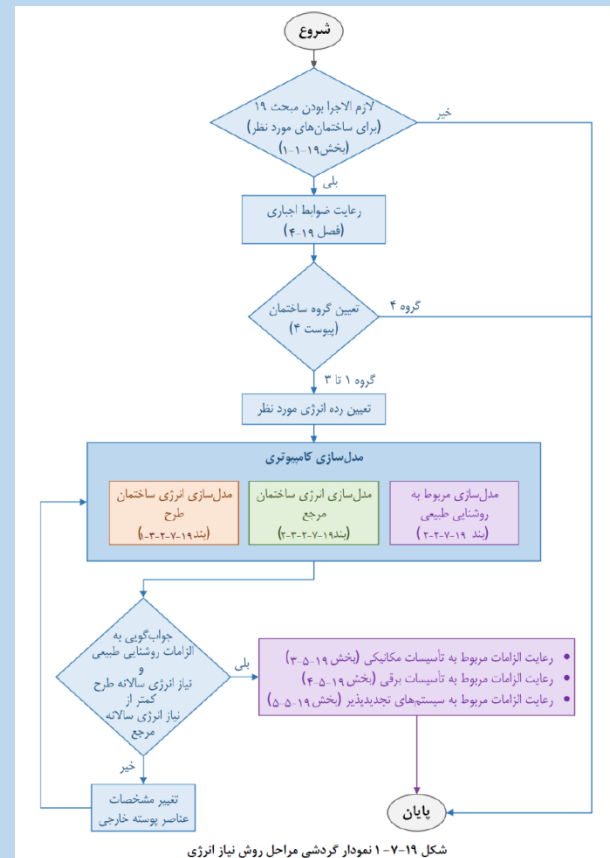 شروع
لازم الاجرا بودن مبحث ۱۹
(برای ساختمان‌های مورد نظر)
(بخش ۱۹-۱-۱)
خیر
بلی
رعایت ضوابط اجباری
(فصل ۱۹-۴)
تعیین گروه ساختمان
(پیوست ۴)
گروه ۴
گروه ۱ تا ۳
تعیین رده انرژی مورد نظر
مدل‌سازی کامپیوتری
مدل‌سازی مربوط به
روشنایی طبیعی
(بند ۱۹-۷-۲-۲)
مدل‌سازی انرژی ساختمان
مرجع
(بند ۱۹-۷-۲-۳-۲)
مدل‌سازی انرژی ساختمان
طرح
(بند ۱۹-۷-۲-۳-۱)
جواب‌گویی به
الزامات روشنایی طبیعی
و
نیاز انرژی سالانه طرح
کمتر از
نیاز انرژی سالانه
مرجع
بلی
• رعایت الزامات مربوط به تأسیسات مکانیکی (بخش ۱۹-۵-۳)
• رعایت الزامات مربوط به تأسیسات برقی (بخش ۱۹-۵-۴)
• رعایت الزامات مربوط به سیستم‌های تجدیدپذیر (بخش ۱۹-۵-۵)
خیر
تغییر مشخصات
عناصر پوسته خارجی
پایان
شکل ۱۹-۷-۱ نمودار گردشی مراحل روش نیاز انرژی